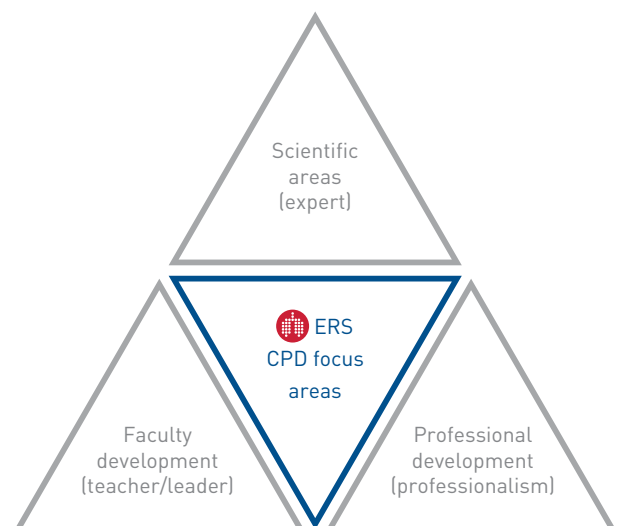 Scientific
areas
(expert)
ERS
CPD focus
areas
Faculty
development
(teacher/leader)
Professional
development
(professionalism)